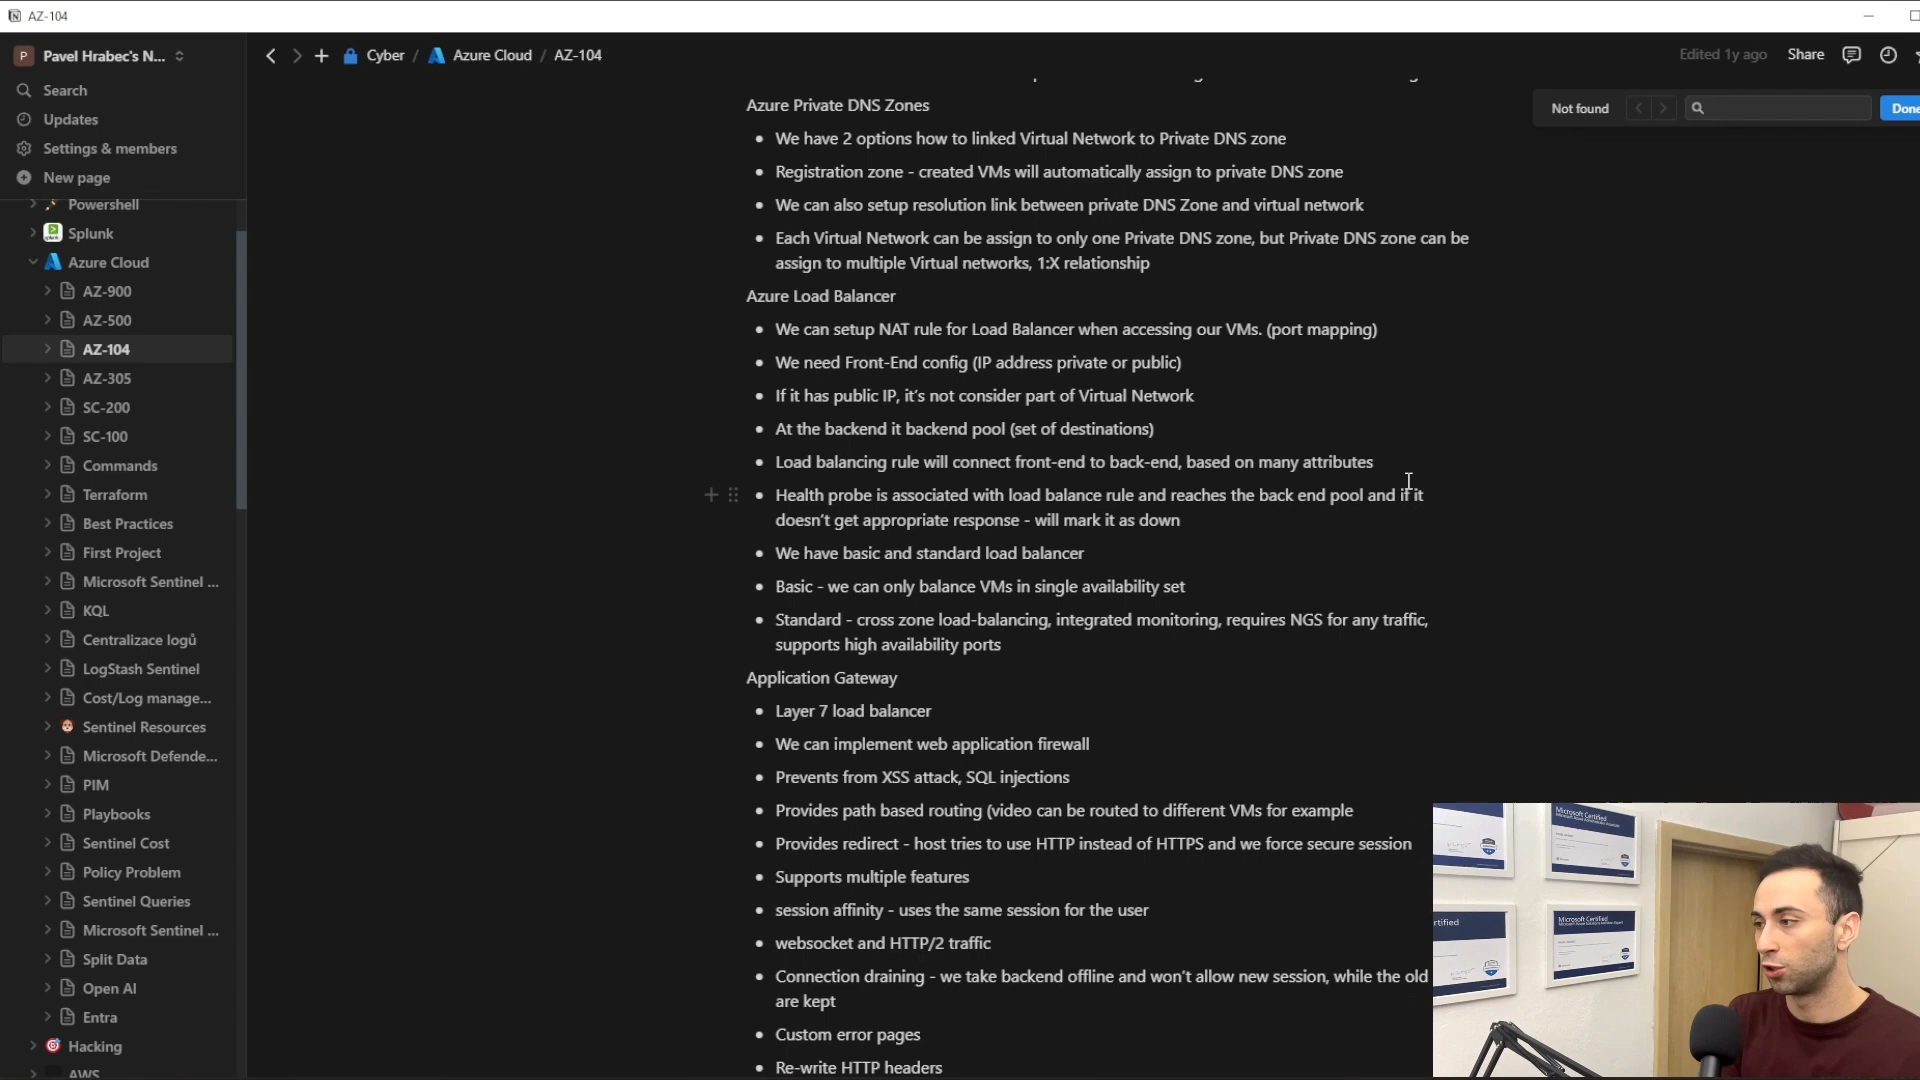 AZ-104
P Pavel Hrabec's N...
Search
Updates
Settings & members
New page
Powershell
Splunk
Azure Cloud
AZ-900
AZ-500
AZ-104
AZ-305
SC-200
SC-100
Commands
Terraform
Best Practices
First Project
Microsoft Sentinel ...
KQL
Centralizace logů
LogStash Sentinel
Cost/Log manage...
Sentinel Resources
Microsoft Defende...
PIM
Playbooks
Sentinel Cost
Policy Problem
Sentinel Queries
Microsoft Sentinel ...
Split Data
Open AI
Entra
Hacking
AWS
Cyber / Azure Cloud / AZ-104
Edited 1y ago Share
Not found
Done
Azure Private DNS Zones
• We have 2 options how to linked Virtual Network to Private DNS zone
• Registration zone - created VMs will automatically assign to private DNS zone
• We can also setup resolution link between private DNS Zone and virtual network
• Each Virtual Network can be assign to only one Private DNS zone, but Private DNS zone can be
assign to multiple Virtual networks, 1:X relationship
Azure Load Balancer
• We can setup NAT rule for Load Balancer when accessing our VMs. (port mapping)
• We need Front-End config (IP address private or public)
• If it has public IP, it's not consider part of Virtual Network
• At the backend it backend pool (set of destinations)
• Load balancing rule will connect front-end to back-end, based on many attributes
• Health probe is associated with load balance rule and reaches the back end pool and if it
doesn't get appropriate response - will mark it as down
• We have basic and standard load balancer
• Basic - we can only balance VMs in single availability set
• Standard - cross zone load-balancing, integrated monitoring, requires NGS for any traffic,
supports high availability ports
Application Gateway
• Layer 7 load balancer
• We can implement web application firewall
• Prevents from XSS attack, SQL injections
• Provides path based routing (video can be routed to different VMs for example
• Provides redirect - host tries to use HTTP instead of HTTPS and we force secure session
• Supports multiple features
• session affinity - uses the same session for the user
• websocket and HTTP/2 traffic
• Connection draining - we take backend offline and won't allow new session, while the old
are kept
• Custom error pages
• Re-write HTTP headers
Microsoft Certified
rtified
Microsoft Certified